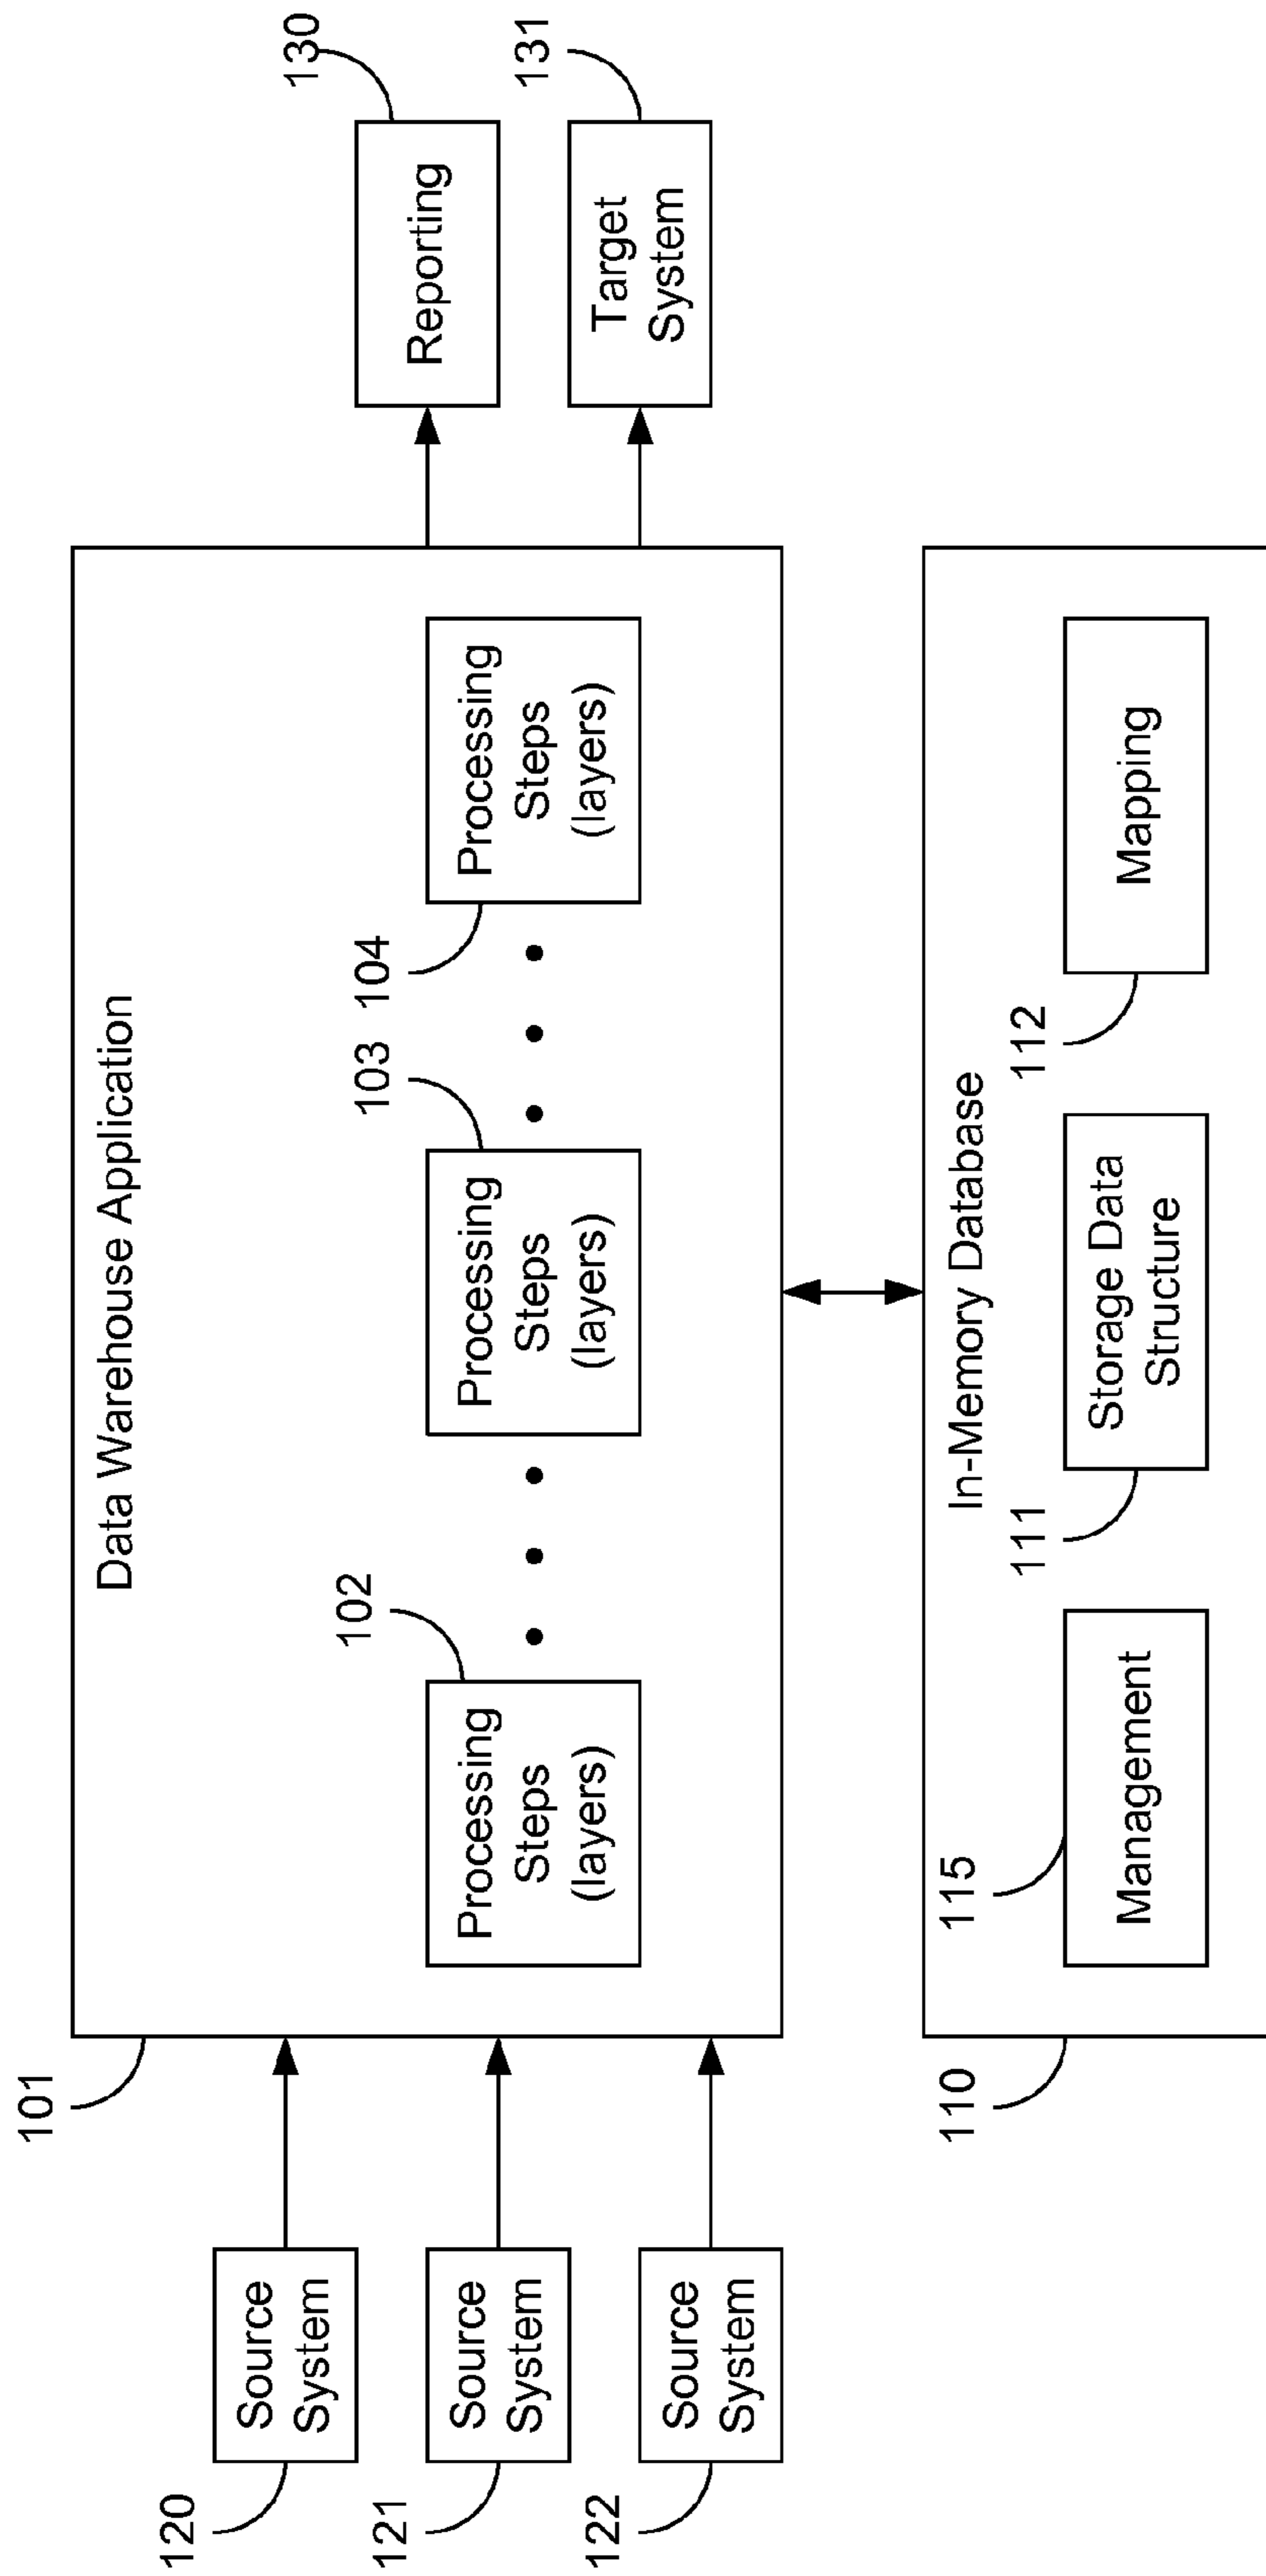 130
131
Reporting
Target
System
Data Warehouse Application
102
103
104
Processing
Steps
(layers)
Processing
Steps
(layers)
Processing
Steps
(layers)
101
120
Source
System
121
Source
System
122
Source
System
110
In-Memory Database
115
Management
111
Storage Data
Structure
112
Mapping